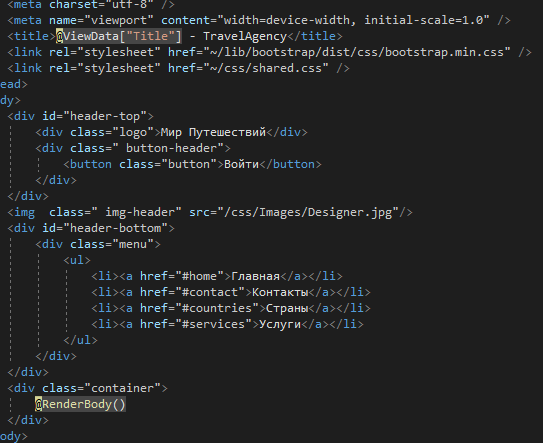 <meta charset="utf-8" />
<meta name="viewport" content="width=device-width, initial-scale=1.0" />
<title>@ViewData["Title"] - TravelAgency</title>
<link rel="stylesheet" href="~/lib/bootstrap/dist/css/bootstrap.min.css" />
<link rel="stylesheet" href="~/css/shared.css" />
ead>
dy>
<div id="header-top">
<div class="logo">Мир Путешествий</div>
<div class=" button-header">
<button class="button">Войти</button>
</div>
</div>
<img  class=" img-header" src="/css/Images/Designer.jpg"/>
<div id="header-bottom">
<div class="menu">
<ul>
<li><a href="#home">Главная</a></li>
<li><a href="#contact">Контакты</a></li>
<li><a href="#countries">Страны</a></li>
<li><a href="#services">Услуги</a></li>
</ul>
</div>
</div>
<div class="container">
@RenderBody()
</div>
ody>